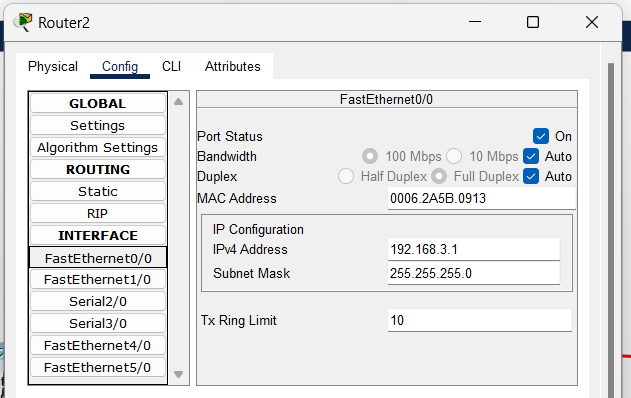 Router2
Physical Config CLI Attributes
GLOBAL
Settings
Algorithm Settings
ROUTING
Static
RIP
INTERFACE
FastEthernet0/0
FastEthernet1/0
Serial2/0
Serial3/0
FastEthernet4/0
FastEthernet5/0
FastEthernet0/0
Port Status On
Bandwidth 100 Mbps 10 Mbps Auto
Duplex Half Duplex Full Duplex Auto
MAC Address 0006.2A5B.0913
IP Configuration
IPv4 Address 192.168.3.1
Subnet Mask 255.255.255.0
Tx Ring Limit 10